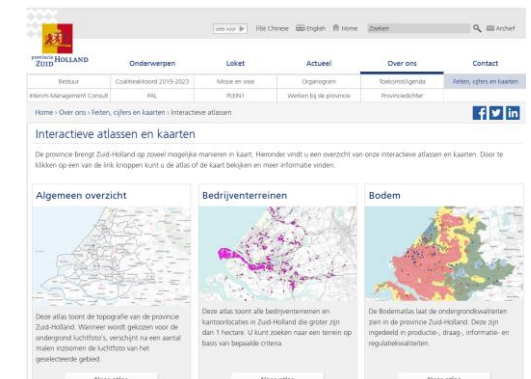 provincie
ZUID HOLLAND
Lees voor
Chinese English Home Zoeken Archief
Onderwerpen Loket Actueel Over ons Contact
Bestuur Coalitieakkoord 2019-2023 Missie en visie Organogram ToekomstAgenda Feiten, cijfers en kaarten
Interim-Management Consult PAL PLEIN1 Werken bij de provincie Provinciedichter
Home › Over ons › Feiten, cijfers en kaarten › Interactieve atlassen
Interactieve atlassen en kaarten
De provincie brengt Zuid-Holland op zoveel mogelijke manieren in kaart. Hieronder vindt u een overzicht van onze interactieve atlassen en kaarten. Door te
klikken op een van de link knoppen kunt u de atlas of de kaart bekijken en meer informatie vinden.
Algemeen overzicht
Deze atlas toont de topografie van de provincie
Zuid-Holland. Wanneer wordt gekozen voor de
ondergrond luchtfoto's, verschijnt na een aantal
malen inzoomen de luchtfoto van het
geselecteerde gebied.
Naar atlas
Bedrijventerreinen
Deze atlas toont alle bedrijventerreinen en
kantoorlocaties in Zuid-Holland die groter zijn
dan 1 hectare. U kunt zoeken naar een terrein op
basis van bepaalde criteria.
Naar atlas
Bodem
De Bodematlas laat de ondergrondkwaliteiten
zien in de provincie Zuid-Holland. Deze zijn
ingedeeld in productie-, draag-, informatie- en
regulatiekwaliteiten.
Naar atlas